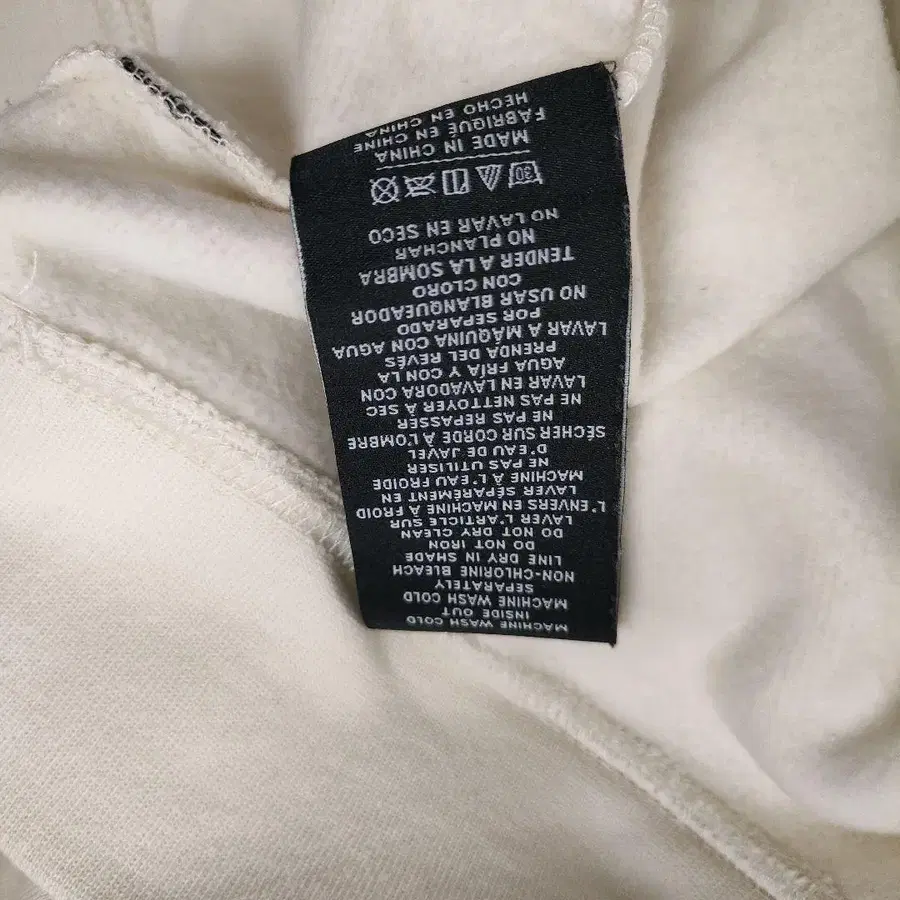 MACHINE WASH COLD
INSIDE OUT
MACHINE WASH COLD
SEPARATELY
NON-CHLORINE BLEACH
LINE DRY IN SHADE
DO NOT IRON
DO NOT DRY CLEAN
LAVER L'ARTICLE SUR
L'ENVERS EN MACHINE À FROID
LAVER SÉPARÉMENT EN
MACHINE À L'EAU FROIDE
NE PAS UTILISER
D'EAU DE JAVEL
SÉCHER SUR CORDE À L'OMBRE
NE PAS REPASSER
NE PAS NETTOYER À SEC
LAVAR EN LAVADORA CON
AGUA FRÍA Y CON LA
PRENDA DEL REVÉS
LAVAR A MÁQUINA CON AGUA
POR SEPARADO
NO USAR BLANQUEADOR
CON CLORO
TENDER A LA SOMBRA
NO PLANCHAR
NO LAVAR EN SECO
30
MADE IN CHINA
FABRIQUÉ EN CHINE
HECHO EN CHINA